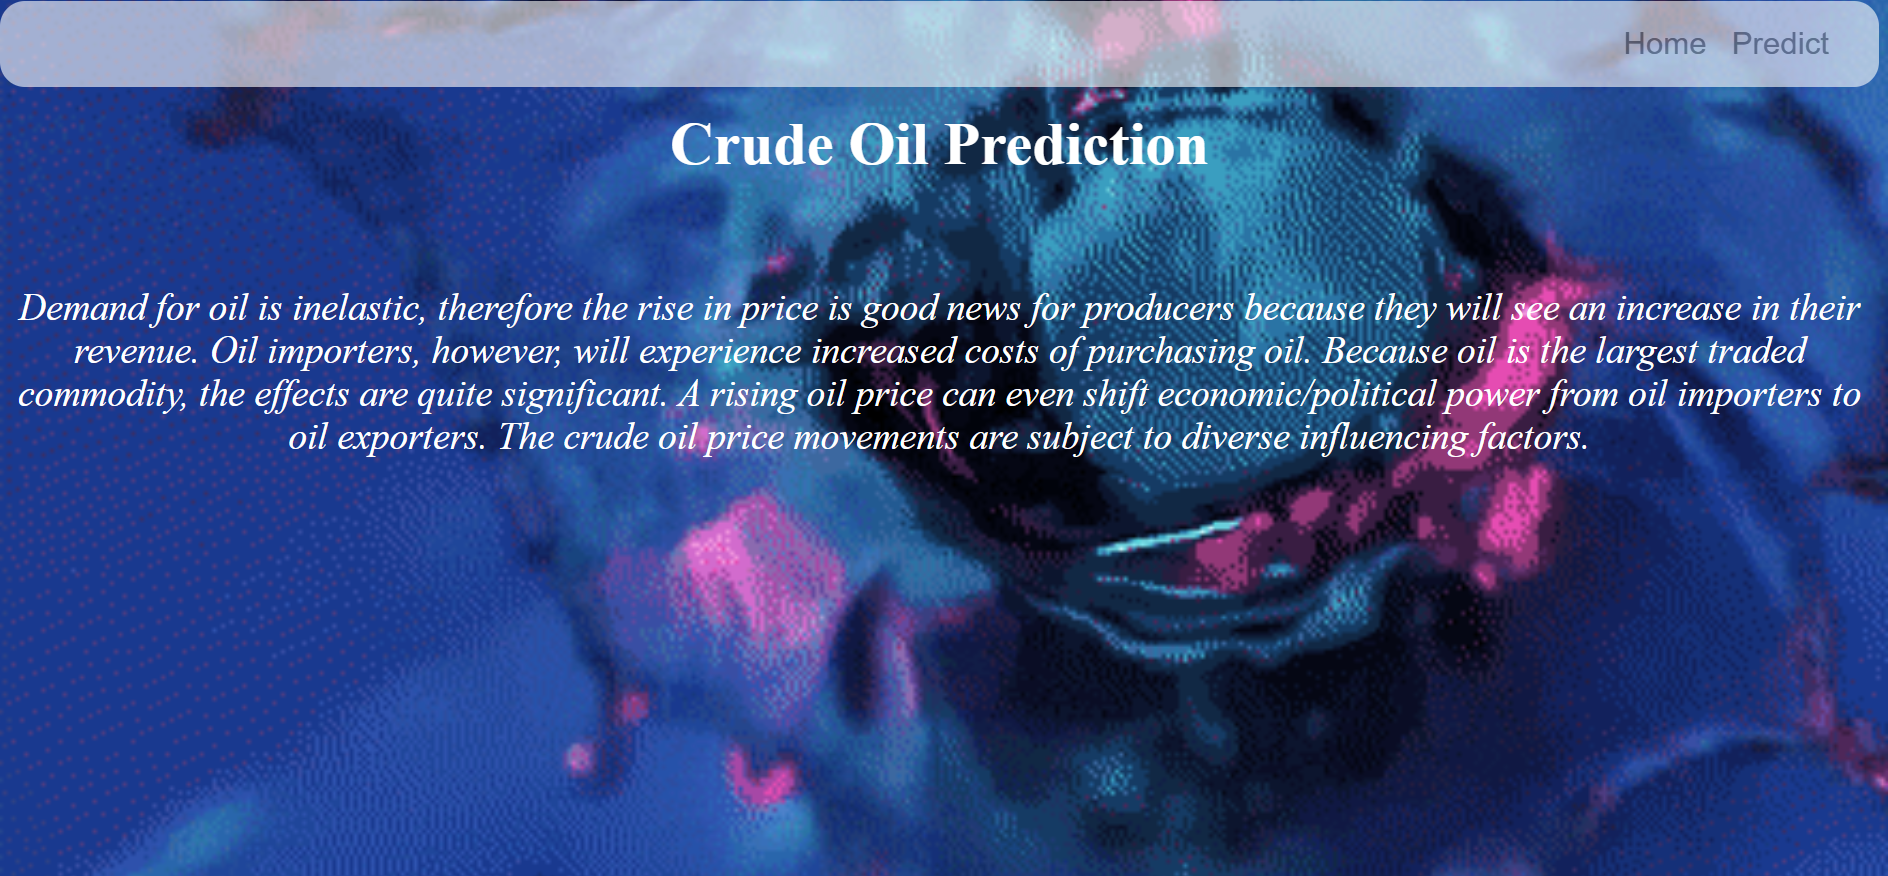 Home Predict
Crude Oil Prediction
Demand for oil is inelastic, therefore the rise in price is good news for producers because they will see an increase in their
revenue. Oil importers, however, will experience increased costs of purchasing oil. Because oil is the largest traded
commodity, the effects are quite significant. A rising oil price can even shift economic/political power from oil importers to
oil exporters. The crude oil price movements are subject to diverse influencing factors.